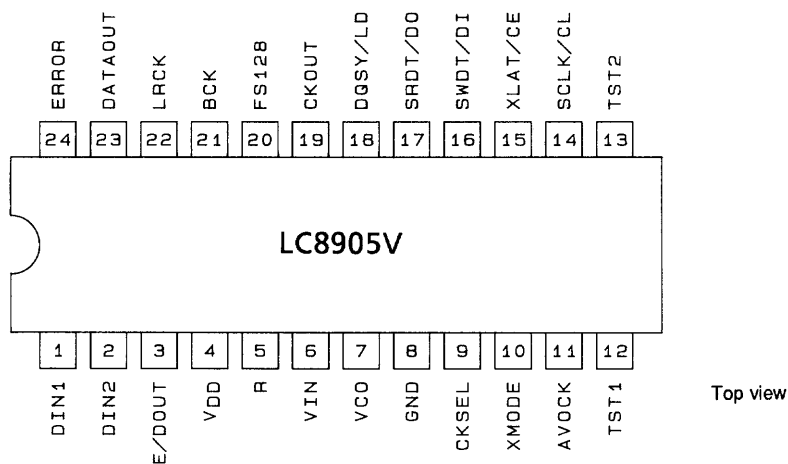 ERROR
DATAOUT
LRCK
BCK
FS128
CKOUT
DQSY/LD
SRDT/DO
SWDT/DI
XLAT/CE
SCLK/CL
TST2
24 23 22 21 20 19 18 17 16 15 14 13
LC8905V
1 2 3 4 5 6 7 8 9 10 11 12
DIN1
DIN2
E/DOUT
VDD
R
VIN
VCO
GND
CKSEL
XMODE
AVOCK
TST1
Top view